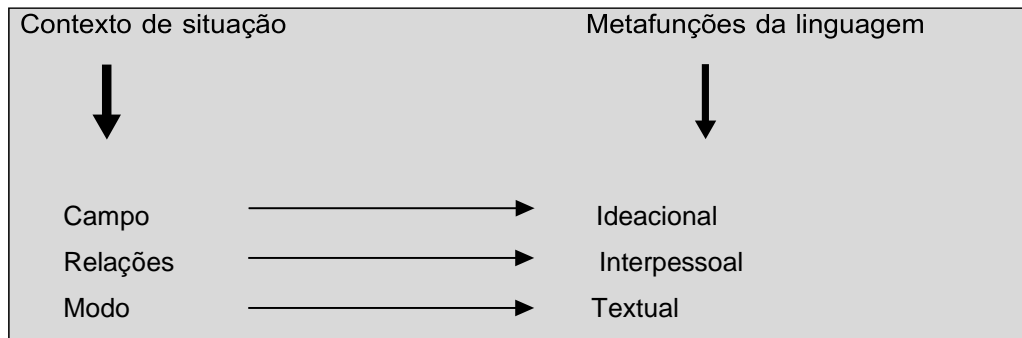 Contexto de situação Metafunções da linguagem
Campo Ideacional
Relações Interpessoal
Modo Textual